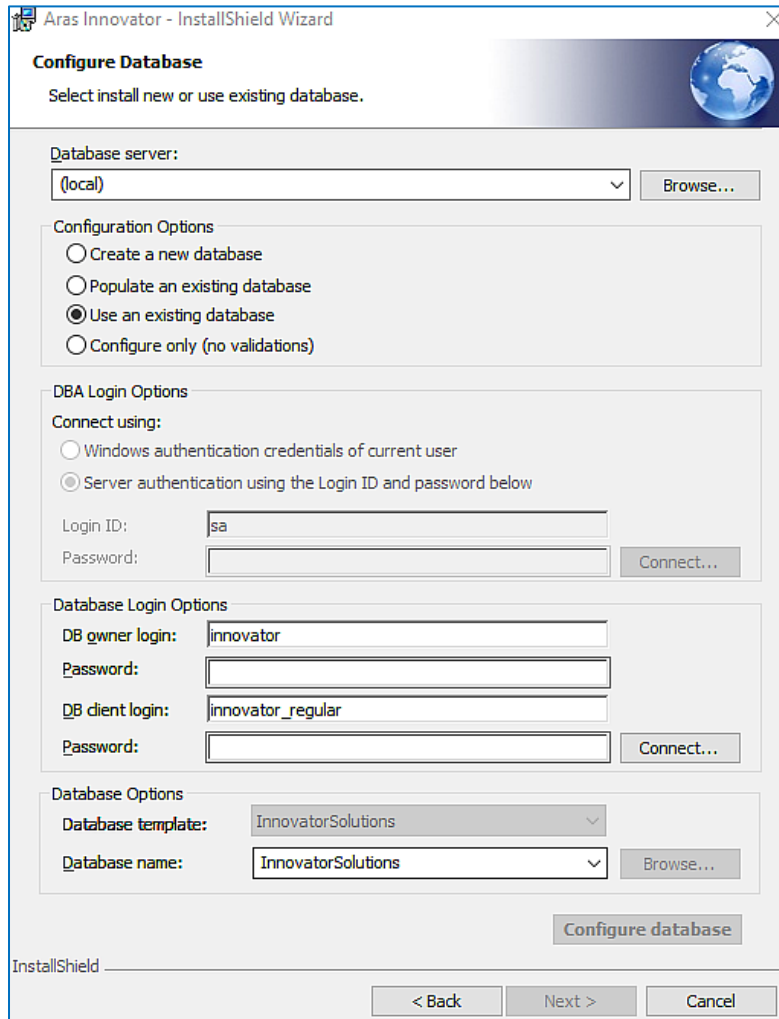 Aras Innovator - InstallShield Wizard
Configure Database
Select install new or use existing database.
Database server:
(local)
Browse...
Configuration Options
Create a new database
Populate an existing database
Use an existing database
Configure only (no validations)
DBA Login Options
Connect using:
Windows authentication credentials of current user
Server authentication using the Login ID and password below
Login ID:
sa
Password:
Connect...
Database Login Options
DB owner login:
innovator
Password:
DB client login:
innovator_regular
Password:
Connect...
Database Options
Database template:
InnovatorSolutions
Database name:
InnovatorSolutions
Browse...
Configure database
InstallShield
< Back
Next >
Cancel